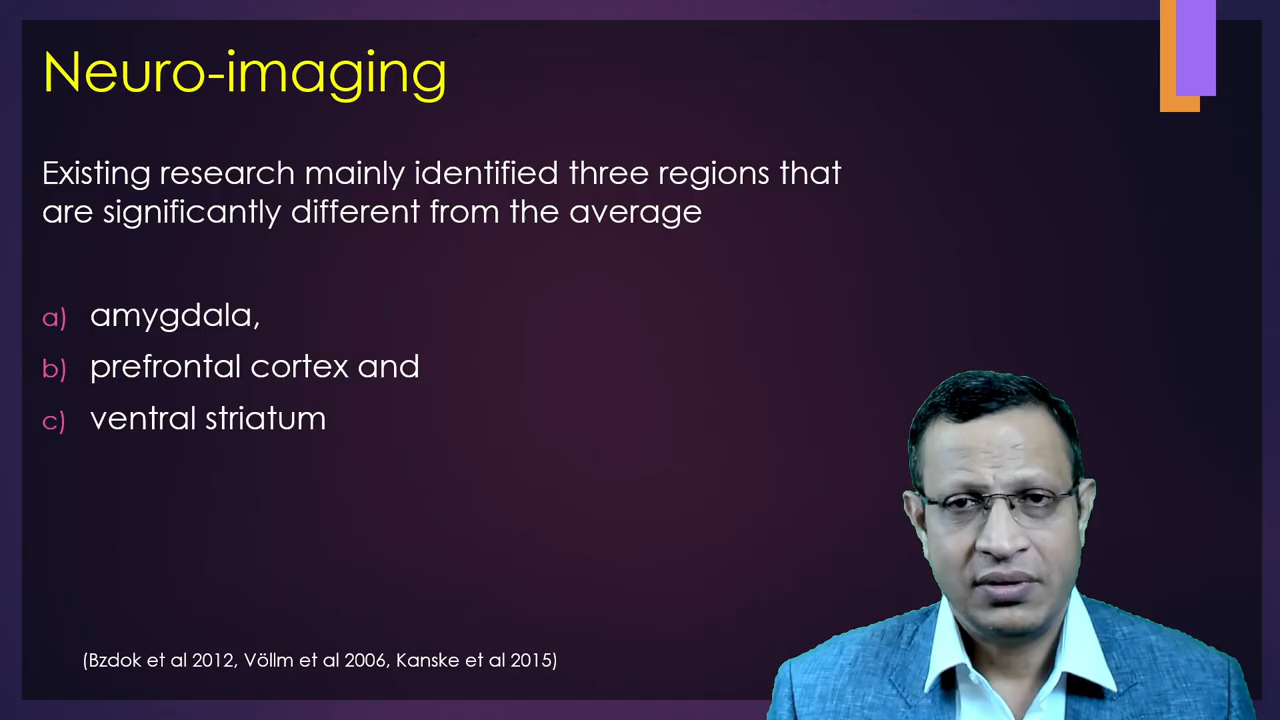 Neuro-imaging
Existing research mainly identified three regions that
are significantly different from the average
a) amygdala,
b) prefrontal cortex and
c) ventral striatum
(Bzdok et al 2012, Völlm et al 2006, Kanske et al 2015)